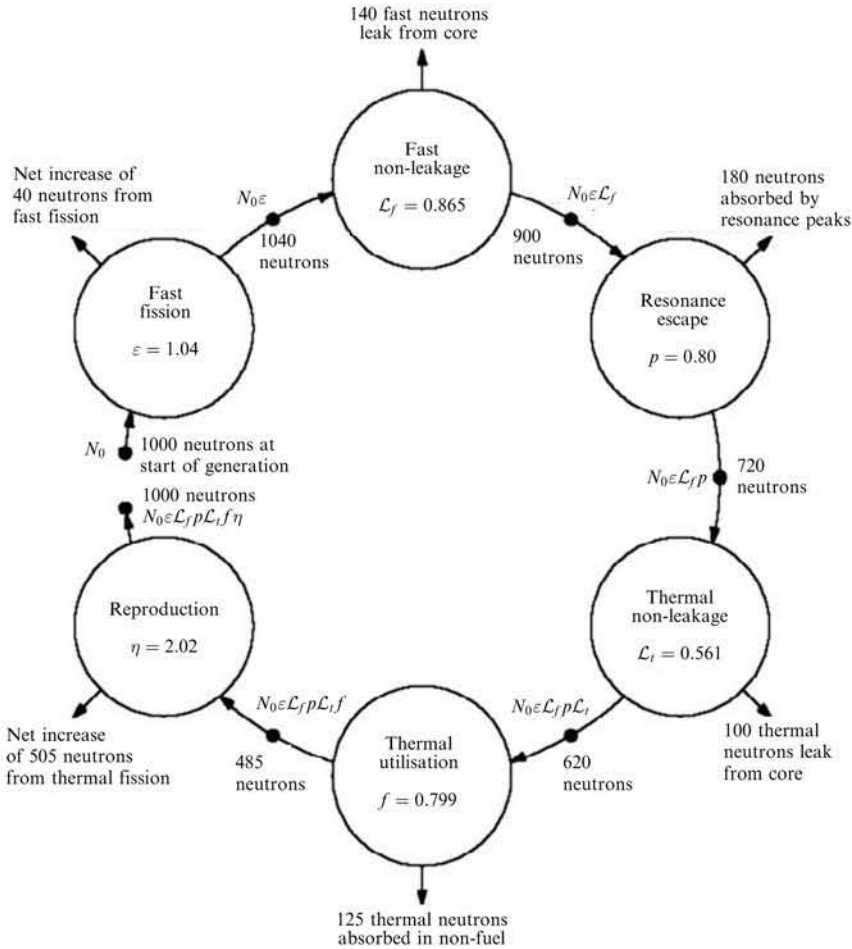 140 fast neutrons
leak from core
Fast
non-leakage
ℒf = 0.865
N0εℒf
900
neutrons
180 neutrons
absorbed by
resonance peaks
Resonance
escape
p = 0.80
N0εℒfp
720
neutrons
Thermal
non-leakage
ℒt = 0.561
100 thermal
neutrons leak
from core
N0εℒfpℒt
620
neutrons
Thermal
utilisation
f = 0.799
125 thermal neutrons
absorbed in non-fuel
N0εℒfpℒtf
485
neutrons
Reproduction
η = 2.02
Net increase
of 505 neutrons
from thermal fission
1000 neutrons
N0εℒfpℒtfη
N0
1000 neutrons at
start of generation
Fast
fission
ε = 1.04
Net increase of
40 neutrons from
fast fission
N0ε
1040
neutrons